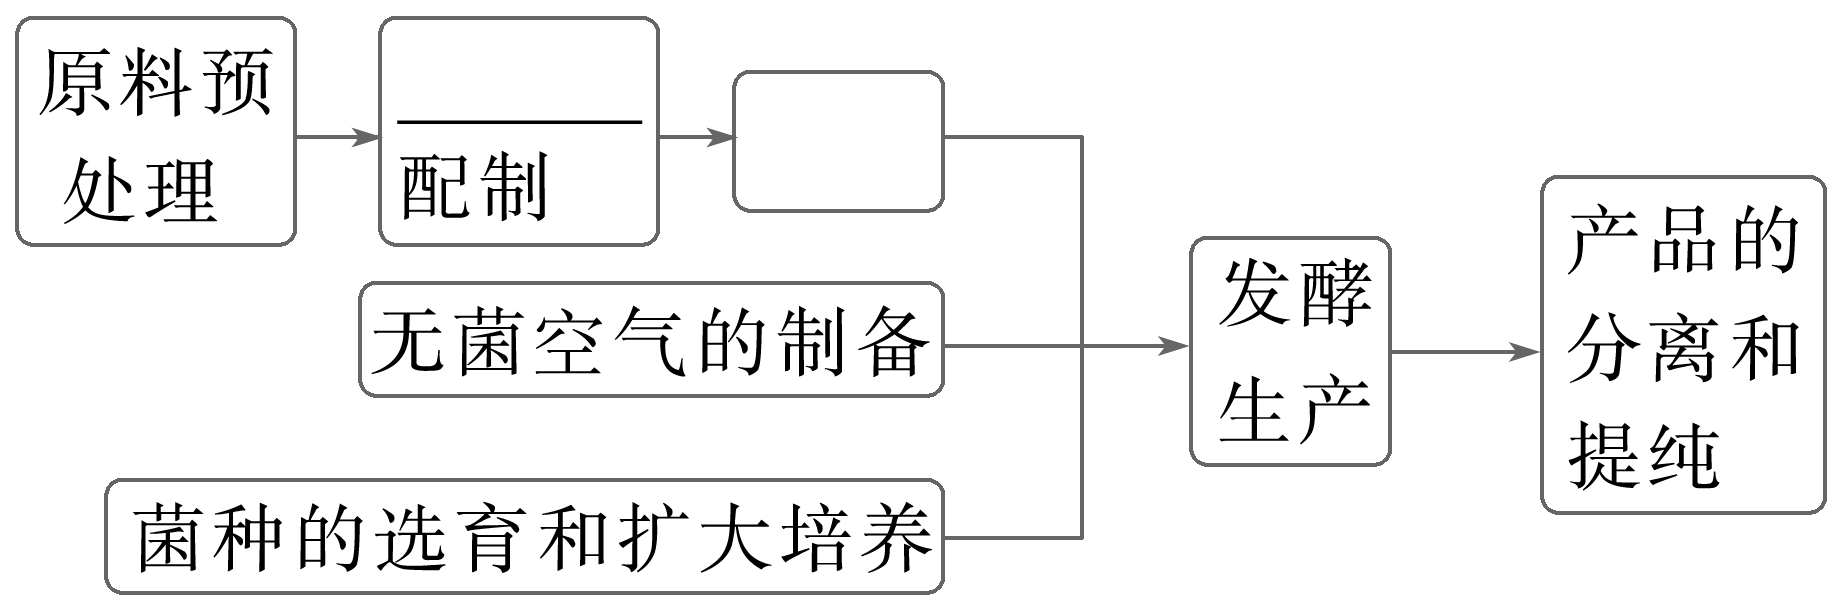 原料预
处理
配制
无菌空气的制备
菌种的选育和扩大培养
发酵
生产
产品的
分离和
提纯